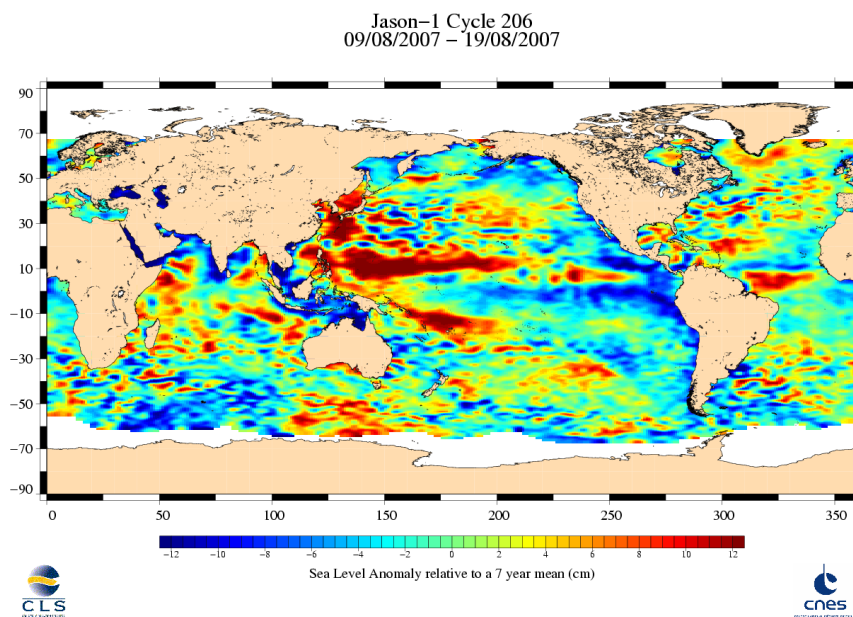 Jason−1 Cycle 206
09/08/2007 − 19/08/2007
90
70
50
30
10
−10
−30
−50
−70
−90
0 50 100 150 200 250 300 350
−12 −10 −8 −6 −4 −2 0 2 4 6 8 10 12
Sea Level Anomaly relative to a 7 year mean (cm)
CLS
cnes